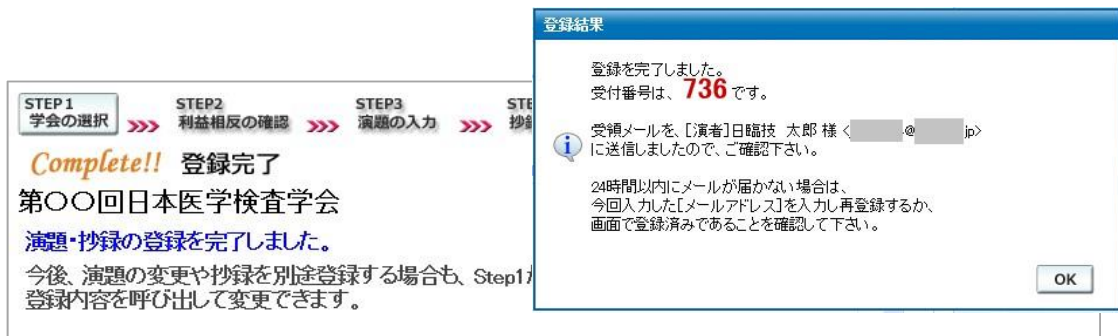 STEP1
学会の選択
>>>
STEP2
利益相反の確認
>>>
STEP3
演題の入力
>>>
Complete!! 登録完了
第〇〇回日本医学検査学会
演題・抄録の登録を完了しました。
今後、演題の変更や抄録を別途登録する場合も、Step1
登録内容を呼び出して変更できます。
登録結果
登録を完了しました。
受付番号は、736 です。
受領メールを、[演者]日臨技 太郎 様 < @ jp>
に送信しましたので、ご確認下さい。
24時間以内にメールが届かない場合は、
今回入力した[メールアドレス]を入力し再登録するか、
画面で登録済みであることを確認して下さい。
OK